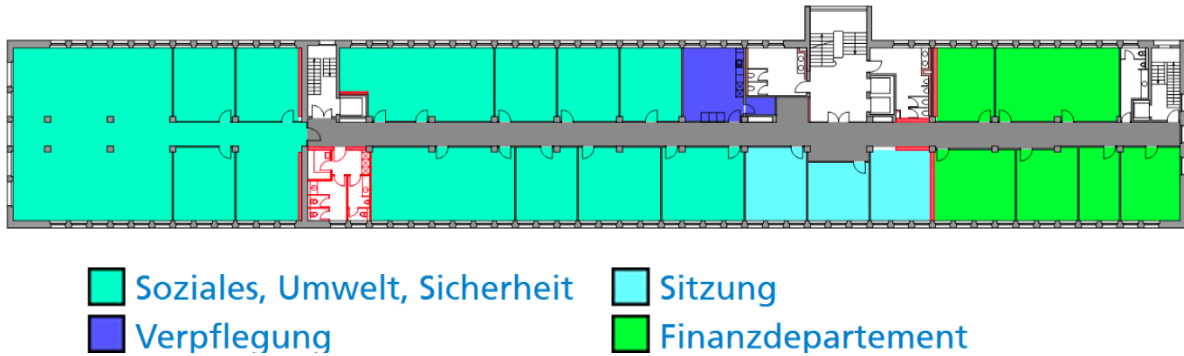 Soziales, Umwelt, Sicherheit
Sitzung
Verpflegung
Finanzdepartement